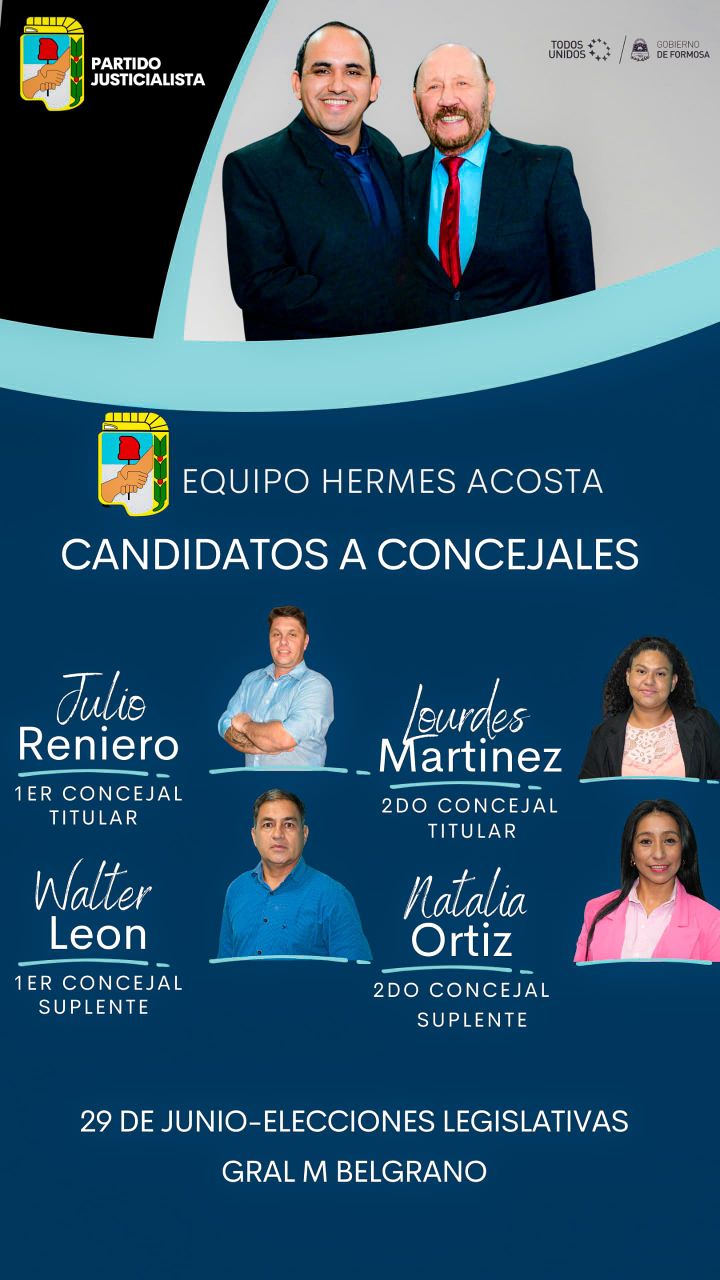 PARTIDO
JUSTICIALISTA
TODOS
UNIDOS
GOBIERNO
DE FORMOSA
EQUIPO HERMES ACOSTA
CANDIDATOS A CONCEJALES
Julio
Reniero
1ER CONCEJAL
TITULAR
Lourdes
Martinez
2DO CONCEJAL
TITULAR
Walter
Leon
1ER CONCEJAL
SUPLENTE
Natalia
Ortiz
2DO CONCEJAL
SUPLENTE
29 DE JUNIO-ELECCIONES LEGISLATIVAS
GRAL M BELGRANO